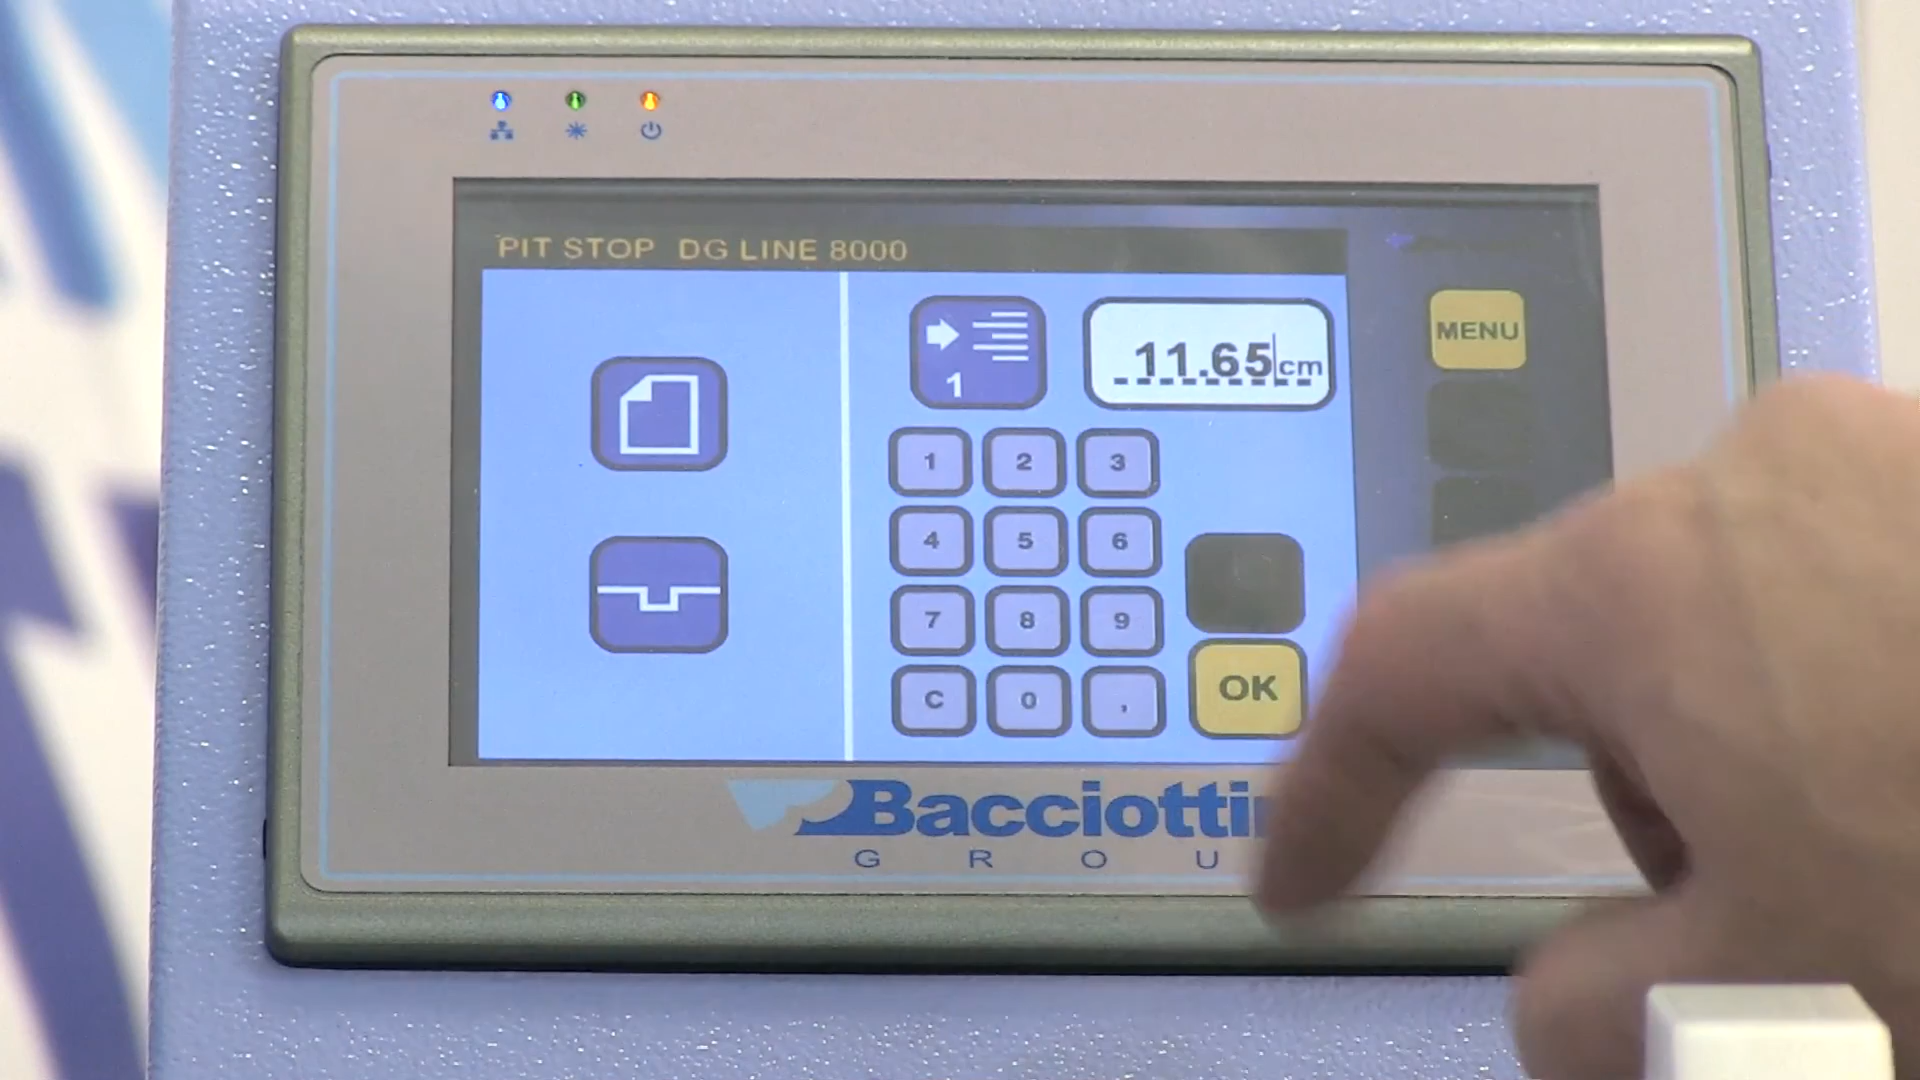 PIT STOP DG LINE 8000
MENU
1
11.65cm
1 2 3
4 5 6
7 8 9
C 0 ,
OK
Bacciotti
G R O U